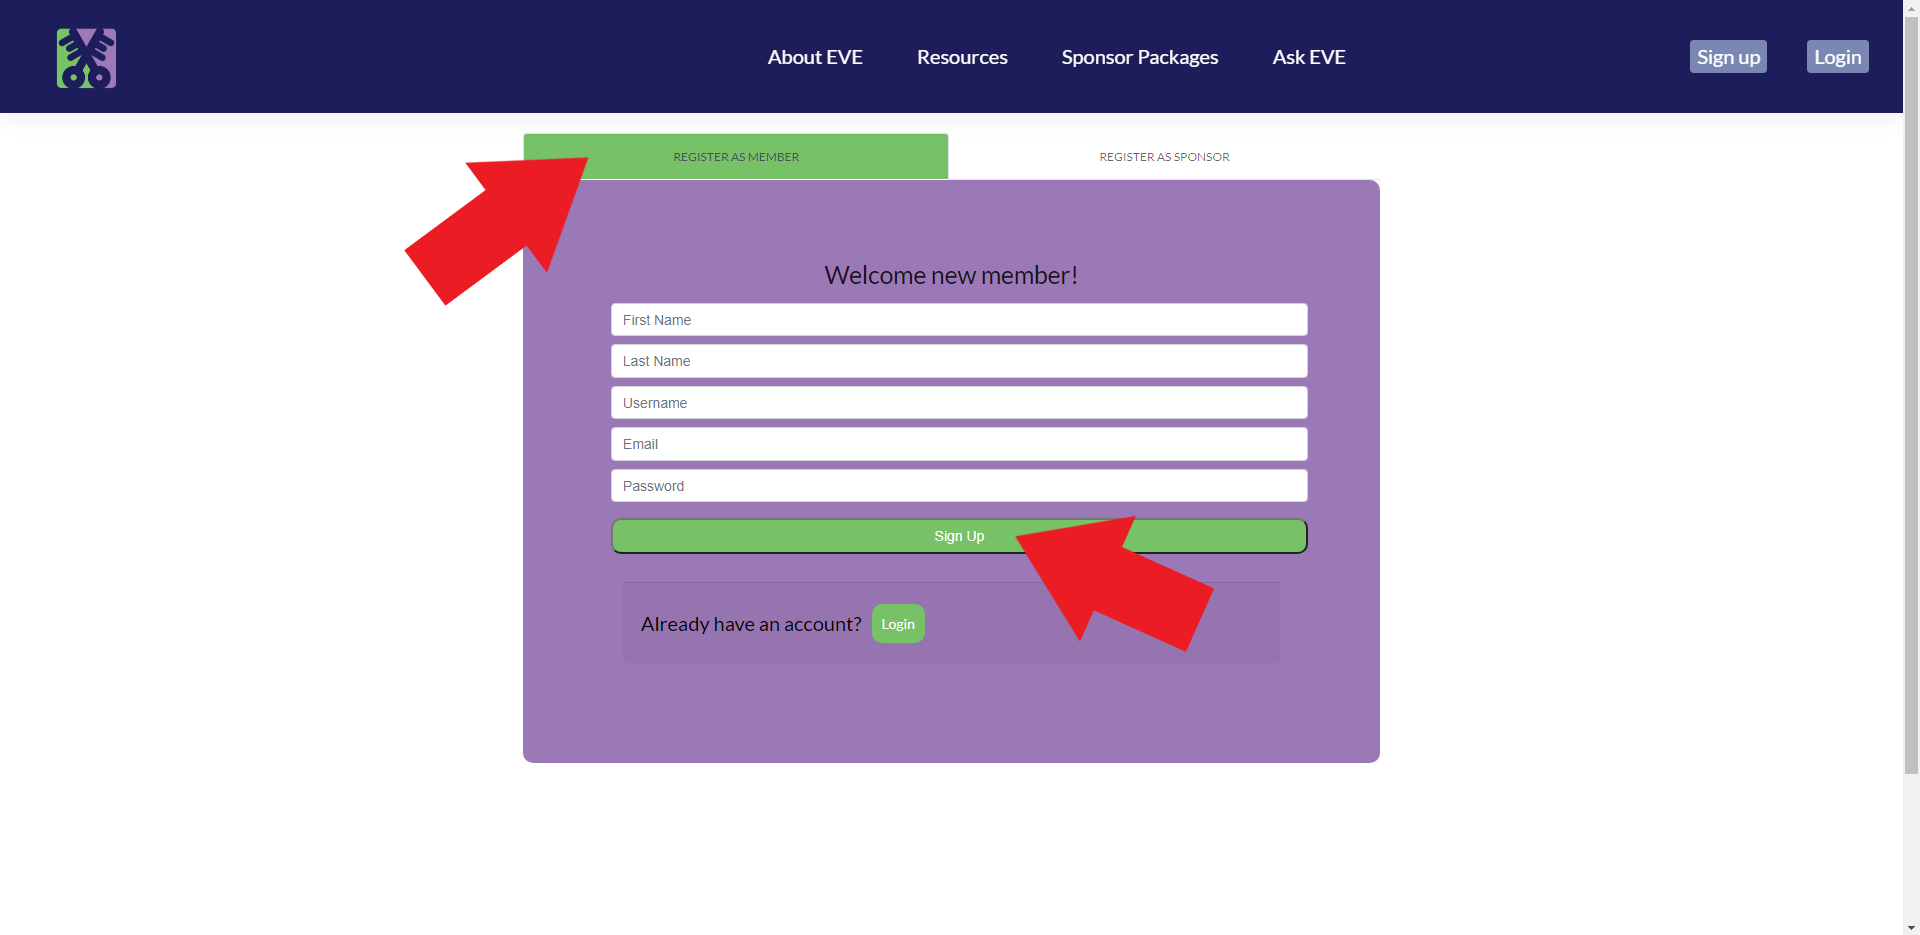 About EVE
Resources
Sponsor Packages
Ask EVE
Sign up
Login
REGISTER AS MEMBER
REGISTER AS SPONSOR
Welcome new member!
First Name
Last Name
Username
Email
Password
Sign Up
Already have an account?
Login